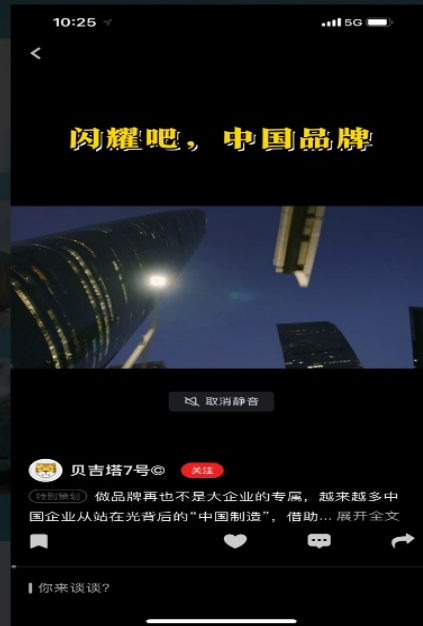 10:25
5G
闪耀吧，中国品牌
取消静音
贝吉塔7号©
关注
特别策划 做品牌再也不是大企业的专属，越来越多中
国企业从站在光背后的“中国制造”，借助... 展开全文
你来谈谈?